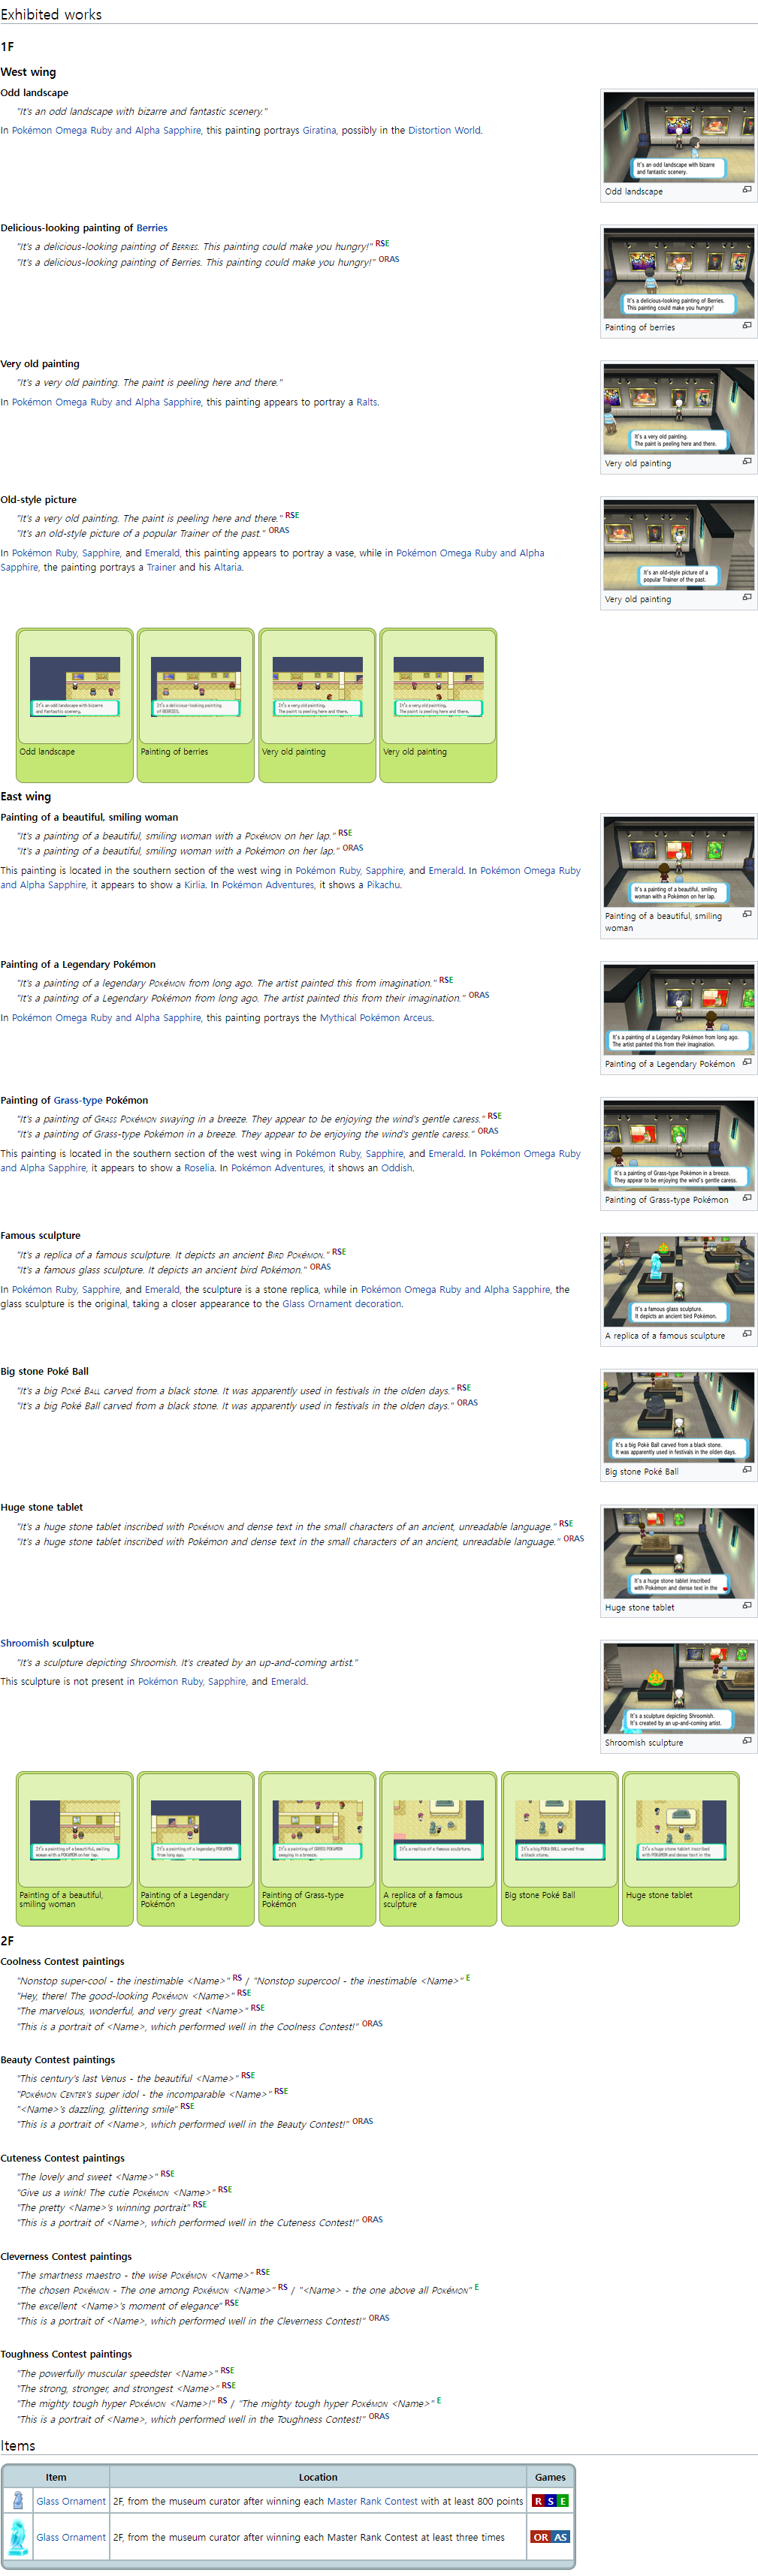 Exhibited works
1F
West wing
Odd landscape
"It's an odd landscape with bizarre and fantastic scenery."
In Pokémon Omega Ruby and Alpha Sapphire, this painting portrays Giratina, possibly in the Distortion World.
It's an odd landscape with bizarre
and fantastic scenery.
Odd landscape
Delicious-looking painting of Berries
"It's a delicious-looking painting of BERRIES. This painting could make you hungry!" RSE
"It's a delicious-looking painting of Berries. This painting could make you hungry!" ORAS
It's a delicious-looking painting of Berries.
This painting could make you hungry!
Painting of berries
Very old painting
"It's a very old painting. The paint is peeling here and there."
In Pokémon Omega Ruby and Alpha Sapphire, this painting appears to portray a Ralts.
It's a very old painting.
The paint is peeling here and there.
Very old painting
Old-style picture
"It's a very old painting. The paint is peeling here and there." RSE
"It's an old-style picture of a popular Trainer of the past." ORAS
In Pokémon Ruby, Sapphire, and Emerald, this painting appears to portray a vase, while in Pokémon Omega Ruby and Alpha
Sapphire, the painting portrays a Trainer and his Altaria.
It's an old-style picture of a
popular Trainer of the past.
Very old painting
It's an odd landscape with bizarre
and fantastic scenery.
Odd landscape
It's a delicious-looking painting
of BERRIES.
Painting of berries
It's a very old painting.
The paint is peeling here and there.
Very old painting
It's a very old painting.
The paint is peeling here and there.
Very old painting
East wing
Painting of a beautiful, smiling woman
"It's a painting of a beautiful, smiling woman with a POKÉMON on her lap." RSE
"It's a painting of a beautiful, smiling woman with a Pokémon on her lap." ORAS
This painting is located in the southern section of the west wing in Pokémon Ruby, Sapphire, and Emerald. In Pokémon Omega Ruby
and Alpha Sapphire, it appears to show a Kirlia. In Pokémon Adventures, it shows a Pikachu.
It's a painting of a beautiful, smiling
woman with a Pokémon on her lap.
Painting of a beautiful, smiling
woman
Painting of a Legendary Pokémon
"It's a painting of a legendary POKÉMON from long ago. The artist painted this from imagination." RSE
"It's a painting of a Legendary Pokémon from long ago. The artist painted this from their imagination." ORAS
In Pokémon Omega Ruby and Alpha Sapphire, this painting portrays the Mythical Pokémon Arceus.
It's a painting of a Legendary Pokémon from long ago.
The artist painted this from their imagination.
Painting of a Legendary Pokémon
Painting of Grass-type Pokémon
"It's a painting of GRASS POKÉMON swaying in a breeze. They appear to be enjoying the wind's gentle caress." RSE
"It's a painting of Grass-type Pokémon in a breeze. They appear to be enjoying the wind's gentle caress." ORAS
This painting is located in the southern section of the west wing in Pokémon Ruby, Sapphire, and Emerald. In Pokémon Omega Ruby
and Alpha Sapphire, it appears to show a Roselia. In Pokémon Adventures, it shows an Oddish.
It's a painting of Grass-type Pokémon in a breeze.
They appear to be enjoying the wind's gentle caress.
Painting of Grass-type Pokémon
Famous sculpture
"It's a replica of a famous sculpture. It depicts an ancient BIRD POKÉMON." RSE
"It's a famous glass sculpture. It depicts an ancient bird Pokémon." ORAS
In Pokémon Ruby, Sapphire, and Emerald, the sculpture is a stone replica, while in Pokémon Omega Ruby and Alpha Sapphire, the
glass sculpture is the original, taking a closer appearance to the Glass Ornament decoration.
It's a famous glass sculpture.
It depicts an ancient bird Pokémon.
A replica of a famous sculpture
Big stone Poké Ball
"It's a big POKÉ BALL carved from a black stone. It was apparently used in festivals in the olden days." RSE
"It's a big Poké Ball carved from a black stone. It was apparently used in festivals in the olden days." ORAS
It's a big Poké Ball carved from a black stone.
It was apparently used in festivals in the olden days.
Big stone Poké Ball
Huge stone tablet
"It's a huge stone tablet inscribed with POKÉMON and dense text in the small characters of an ancient, unreadable language." RSE
"It's a huge stone tablet inscribed with Pokémon and dense text in the small characters of an ancient, unreadable language." ORAS
It's a huge stone tablet inscribed
with Pokémon and dense text in the
Huge stone tablet
Shroomish sculpture
"It's a sculpture depicting Shroomish. It's created by an up-and-coming artist."
This sculpture is not present in Pokémon Ruby, Sapphire, and Emerald.
It's a sculpture depicting Shroomish.
It's created by an up-and-coming artist.
Shroomish sculpture
It's a painting of a beautiful, smiling
woman with a POKéMON on her lap.
Painting of a beautiful,
smiling woman
It's a painting of a legendary POKéMON
from long ago.
Painting of a Legendary
Pokémon
It's a painting of GRASS POKéMON
swaying in a breeze.
Painting of Grass-type
Pokémon
It's a replica of a famous sculpture.
A replica of a famous
sculpture
It's a big POKé BALL carved from
a black stone.
Big stone Poké Ball
It's a huge stone tablet inscribed
with POKéMON and dense text in the
Huge stone tablet
2F
Coolness Contest paintings
"Nonstop super-cool - the inestimable <Name>" RS / "Nonstop supercool - the inestimable <Name>" E
"Hey, there! The good-looking POKÉMON <Name>" RSE
"The marvelous, wonderful, and very great <Name>" RSE
"This is a portrait of <Name>, which performed well in the Coolness Contest!" ORAS
Beauty Contest paintings
"This century's last Venus - the beautiful <Name>" RSE
"POKÉMON CENTER's super idol - the incomparable <Name>" RSE
"<Name>'s dazzling, glittering smile" RSE
"This is a portrait of <Name>, which performed well in the Beauty Contest!" ORAS
Cuteness Contest paintings
"The lovely and sweet <Name>" RSE
"Give us a wink! The cutie POKÉMON <Name>" RSE
"The pretty <Name>'s winning portrait" RSE
"This is a portrait of <Name>, which performed well in the Cuteness Contest!" ORAS
Cleverness Contest paintings
"The smartness maestro - the wise POKÉMON <Name>" RSE
"The chosen POKÉMON - The one among POKÉMON <Name>" RS / "<Name> - the one above all POKÉMON" E
"The excellent <Name>'s moment of elegance" RSE
"This is a portrait of <Name>, which performed well in the Cleverness Contest!" ORAS
Toughness Contest paintings
"The powerfully muscular speedster <Name>" RSE
"The strong, stronger, and strongest <Name>" RSE
"The mighty tough hyper POKÉMON <Name>!" RS / "The mighty tough hyper POKÉMON <Name>" E
"This is a portrait of <Name>, which performed well in the Toughness Contest!" ORAS
Items
Item Location Games
Glass Ornament 2F, from the museum curator after winning each Master Rank Contest with at least 800 points R S E
Glass Ornament 2F, from the museum curator after winning each Master Rank Contest at least three times OR AS